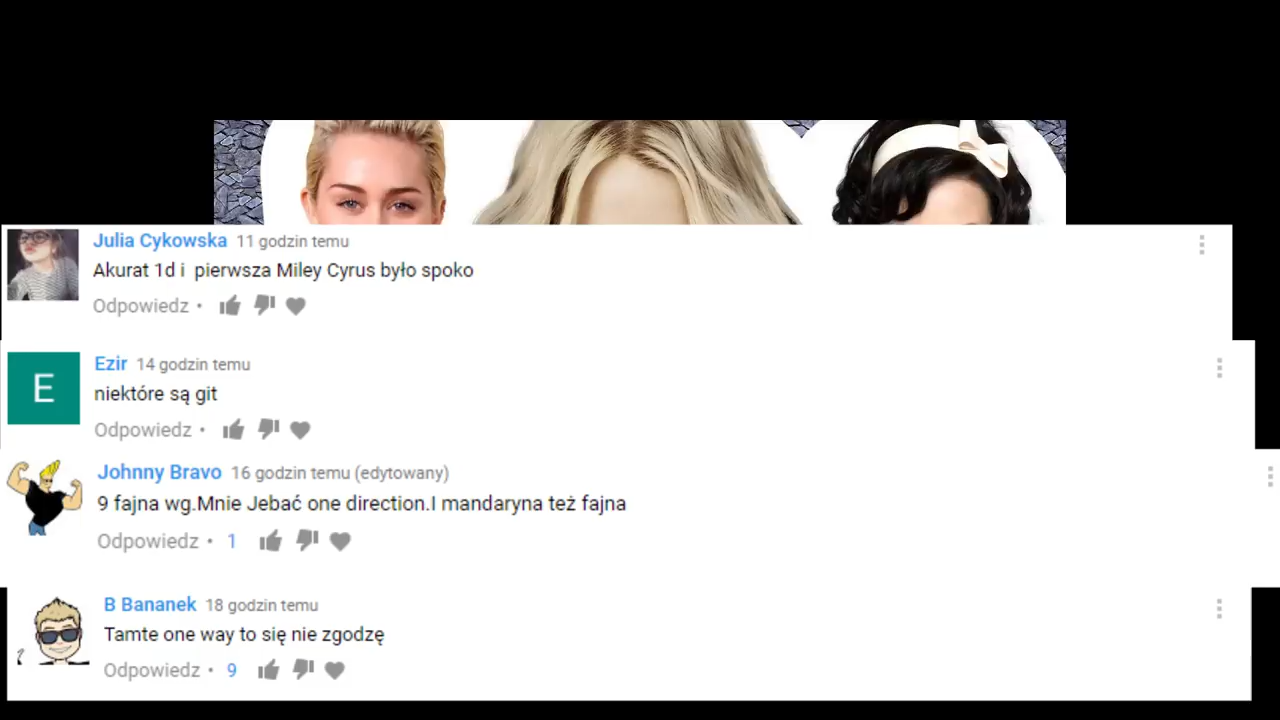 Julia Cykowska 11 godzin temu
Akurat 1d i pierwsza Miley Cyrus było spoko
Odpowiedz •
E
Ezir 14 godzin temu
niektóre są git
Odpowiedz •
Johnny Bravo 16 godzin temu (edytowany)
9 fajna wg.Mnie Jebać one direction.I mandaryna też fajna
Odpowiedz • 1
B Bananek 18 godzin temu
Tamte one way to się nie zgodzę
Odpowiedz • 9